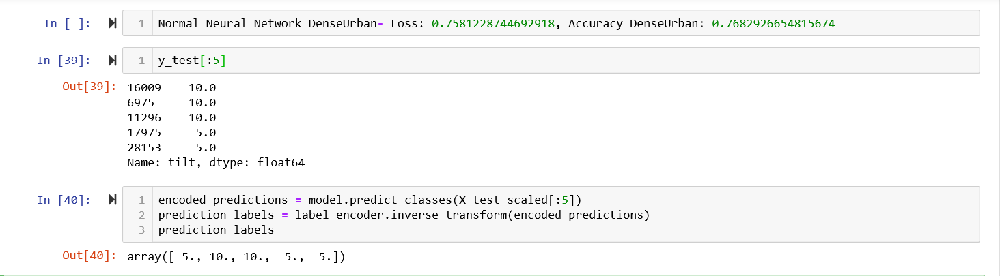 In [ ]: 1 Normal Neural Network DenseUrban- Loss: 0.7581228744692918, Accuracy DenseUrban: 0.7682926654815674
In [39]: 1 y_test[:5]
Out[39]: 16009 10.0
6975 10.0
11296 10.0
17975 5.0
28153 5.0
Name: tilt, dtype: float64
In [40]: 1 encoded_predictions = model.predict_classes(X_test_scaled[:5])
2 prediction_labels = label_encoder.inverse_transform(encoded_predictions)
3 prediction_labels
Out[40]: array([ 5., 10., 10., 5., 5.])